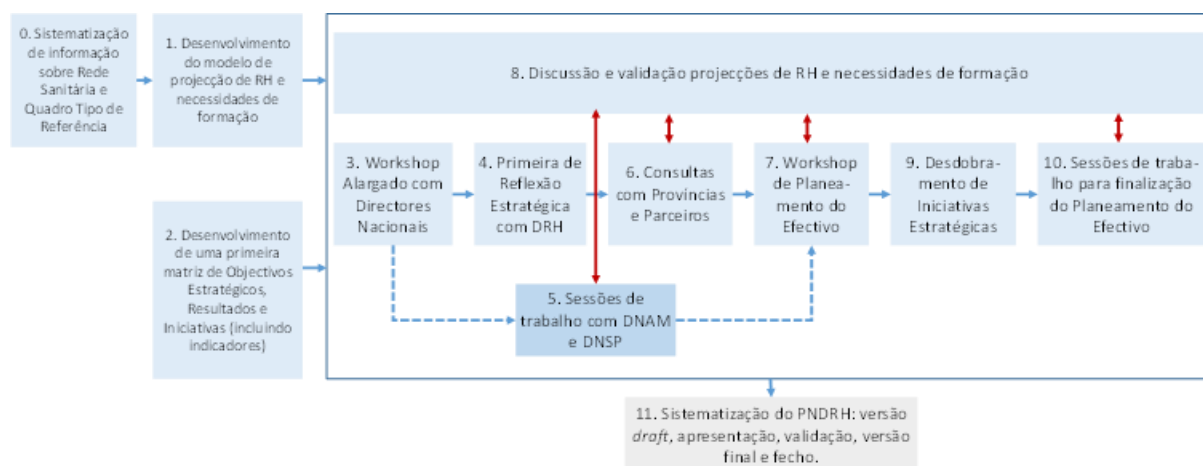 0. Sistematização
de informação
sobre Rede
Sanitária e
Quadro Tipo de
Referência
1. Desenvolvimento
do modelo de
projecção de RH e
necessidades de
formação
8. Discussão e validação projecções de RH e necessidades de formação
3. Workshop
Alargado com
Directores
Nacionais
4. Primeira de
Reflexão
Estratégica
com DRH
6. Consultas
com Províncias
e Parceiros
7. Workshop
de Planea-
mento do
Efectivo
9. Desdobra-
mento de
Iniciativas
Estratégicas
10. Sessões de traba-
lho para finalização
do Planeamento do
Efectivo
2. Desenvolvimento
de uma primeira
matriz de Objectivos
Estratégicos,
Resultados e
Iniciativas (incluindo
indicadores)
5. Sessões de
trabalho com DNAM
e DNSP
11. Sistematização do PNDRH: versão
draft, apresentação, validação, versão
final e fecho.